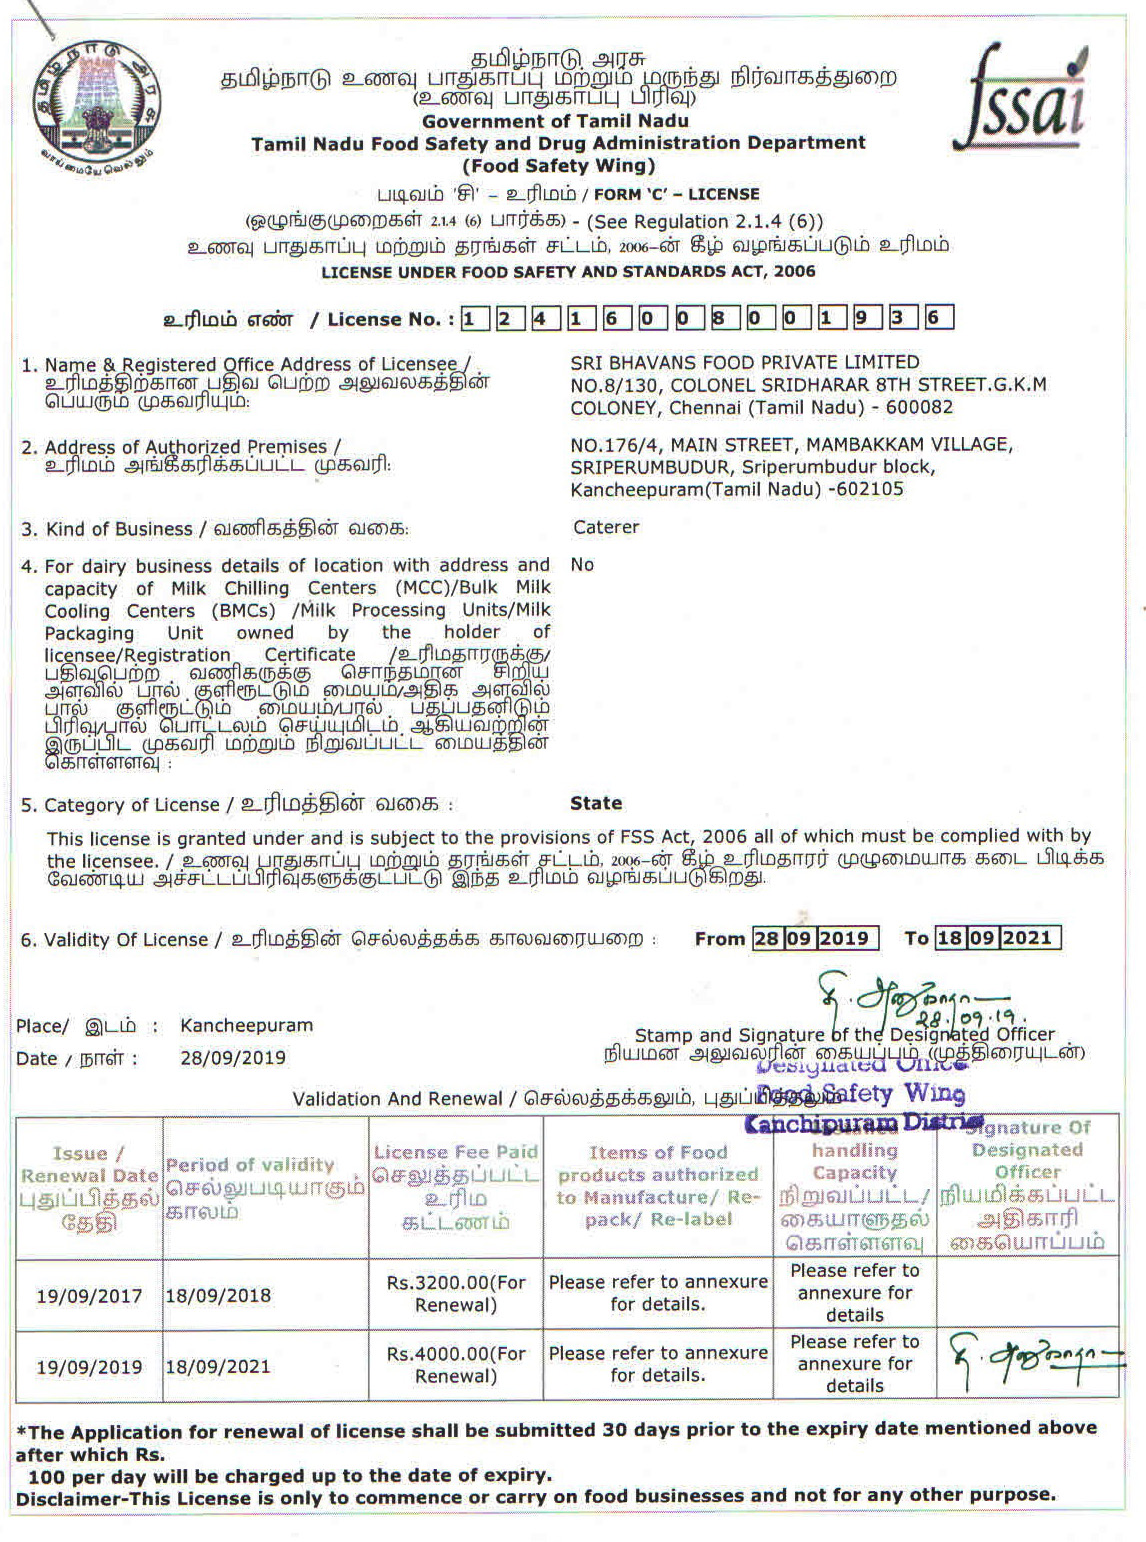 தமிழ்நாடு அரசு
தமிழ்நாடு உணவு பாதுகாப்பு மற்றும் மருந்து நிர்வாகத்துறை
(உணவு பாதுகாப்பு பிரிவு)
Government of Tamil Nadu
Tamil Nadu Food Safety and Drug Administration Department
(Food Safety Wing)
தமிழ் நாடு அரசு
வாய்மையே வெல்லும்
fssai
படிவம் 'சி' – உரிமம் / FORM ‘C’ – LICENSE
(ஒழுங்குமுறைகள் 2.1.4 (6) பார்க்க) - (See Regulation 2.1.4 (6))
உணவு பாதுகாப்பு மற்றும் தரங்கள் சட்டம், 2006–ன் கீழ் வழங்கப்படும் உரிமம்
LICENSE UNDER FOOD SAFETY AND STANDARDS ACT, 2006
உரிமம் எண் / License No. : 1 2 4 1 6 0 0 8 0 0 1 9 3 6
1. Name & Registered Office Address of Licensee /
உரிமத்திற்கான பதிவு பெற்ற அலுவலகத்தின்
பெயரும் முகவரியும்:
SRI BHAVANS FOOD PRIVATE LIMITED
NO.8/130, COLONEL SRIDHARAR 8TH STREET.G.K.M
COLONEY, Chennai (Tamil Nadu) - 600082
2. Address of Authorized Premises /
உரிமம் அங்கீகரிக்கப்பட்ட முகவரி:
NO.176/4, MAIN STREET, MAMBAKKAM VILLAGE,
SRIPERUMBUDUR, Sriperumbudur block,
Kancheepuram(Tamil Nadu) -602105
3. Kind of Business / வணிகத்தின் வகை:
Caterer
4. For dairy business details of location with address and
capacity of Milk Chilling Centers (MCC)/Bulk Milk
Cooling Centers (BMCs) /Milk Processing Units/Milk
Packaging Unit owned by the holder of
licensee/Registration Certificate /உரிமதாரருக்கு/
பதிவுபெற்ற வணிகருக்கு சொந்தமான சிறிய
அளவில் பால் குளிரூட்டும் மையம்/அதிக அளவில்
பால் குளிரூட்டும் மையம்/பால் பதப்பதனிடும்
பிரிவு/பால் பொட்டலம் செய்யுமிடம் ஆகியவற்றின்
இருப்பிட முகவரி மற்றும் நிறுவப்பட்ட மையத்தின்
கொள்ளளவு :
No
5. Category of License / உரிமத்தின் வகை :
State
This license is granted under and is subject to the provisions of FSS Act, 2006 all of which must be complied with by
the licensee. / உணவு பாதுகாப்பு மற்றும் தரங்கள் சட்டம், 2006–ன் கீழ் உரிமதாரர் முழுமையாக கடை பிடிக்க
வேண்டிய அச்சட்டப்பிரிவுகளுக்குட்பட்டு இந்த உரிமம் வழங்கப்படுகிறது.
6. Validity Of License / உரிமத்தின் செல்லத்தக்க காலவரையறை : From 28 09 2019 To 18 09 2021
28/09.19.
Place/ இடம் : Kancheepuram
Date / நாள் : 28/09/2019
Stamp and Signature of the Designated Officer
நியமன அலுவலரின் கையப்பம் (முத்திரையுடன்)
Designated Officer
Food Safety Wing
Kanchipuram District
Validation And Renewal / செல்லத்தக்கலும், புதுப்பித்தலும்
Issue /
Renewal Date
புதுப்பித்தல்
தேதி
Period of validity
செல்லுபடியாகும்
காலம்
License Fee Paid
செலுத்தப்பட்ட
உரிம
கட்டணம்
Items of Food
products authorized
to Manufacture/ Re-
pack/ Re-label
handling
Capacity
நிறுவப்பட்ட/
கையாளுதல்
கொள்ளளவு
Signature Of
Designated
Officer
நியமிக்கப்பட்ட
அதிகாரி
கையொப்பம்
19/09/2017 18/09/2018 Rs.3200.00(For
Renewal)
Please refer to annexure
for details.
Please refer to
annexure for
details
19/09/2019 18/09/2021 Rs.4000.00(For
Renewal)
Please refer to annexure
for details.
Please refer to
annexure for
details
*The Application for renewal of license shall be submitted 30 days prior to the expiry date mentioned above
after which Rs.
100 per day will be charged up to the date of expiry.
Disclaimer-This License is only to commence or carry on food businesses and not for any other purpose.